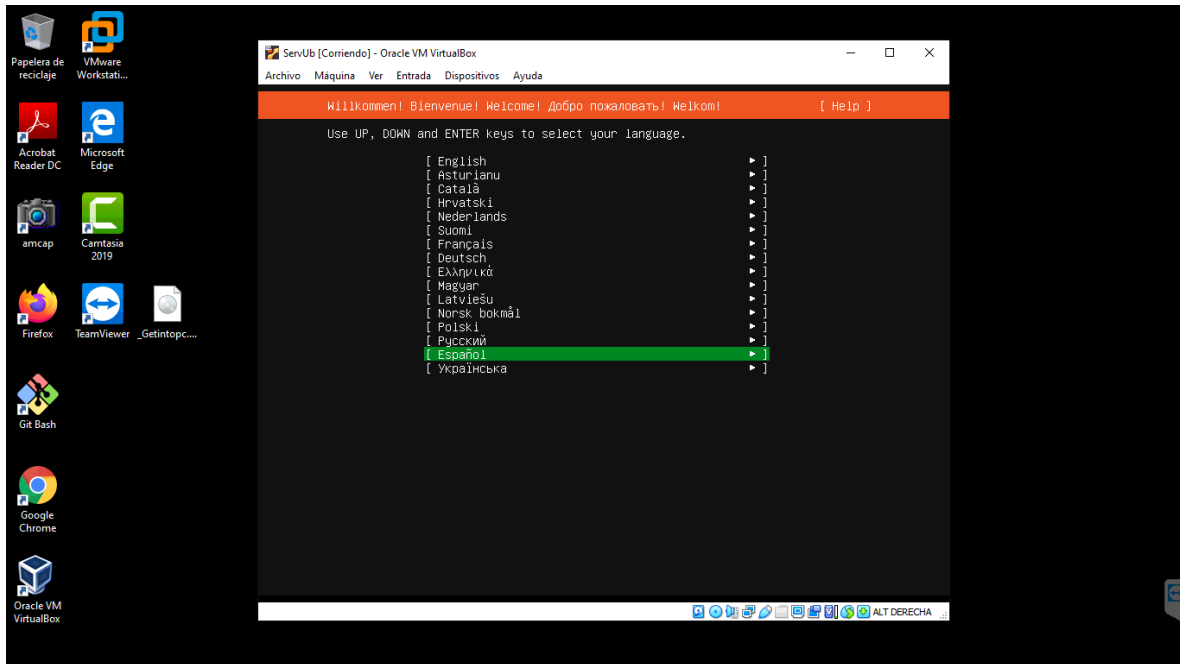 Papelera de
reciclaje
VMware
Workstati...
Acrobat
Reader DC
Microsoft
Edge
amcap
Camtasia
2019
Firefox
TeamViewer
_Getintopc....
Git Bash
Google
Chrome
Oracle VM
VirtualBox
ServUb [Corriendo] - Oracle VM VirtualBox
Archivo Máquina Ver Entrada Dispositivos Ayuda
Willkommen! Bienvenue! Welcome! Добро пожаловать! Welkom! [ Help ]
Use UP, DOWN and ENTER keys to select your language.
[ English ▸ ]
[ Asturianu ▸ ]
[ Català ▸ ]
[ Hrvatski ▸ ]
[ Nederlands ▸ ]
[ Suomi ▸ ]
[ Français ▸ ]
[ Deutsch ▸ ]
[ Ελληνικά ▸ ]
[ Magyar ▸ ]
[ Latviešu ▸ ]
[ Norsk bokmål ▸ ]
[ Polski ▸ ]
[ Русский ▸ ]
[ Español ▸ ]
[ Українська ▸ ]
ALT DERECHA